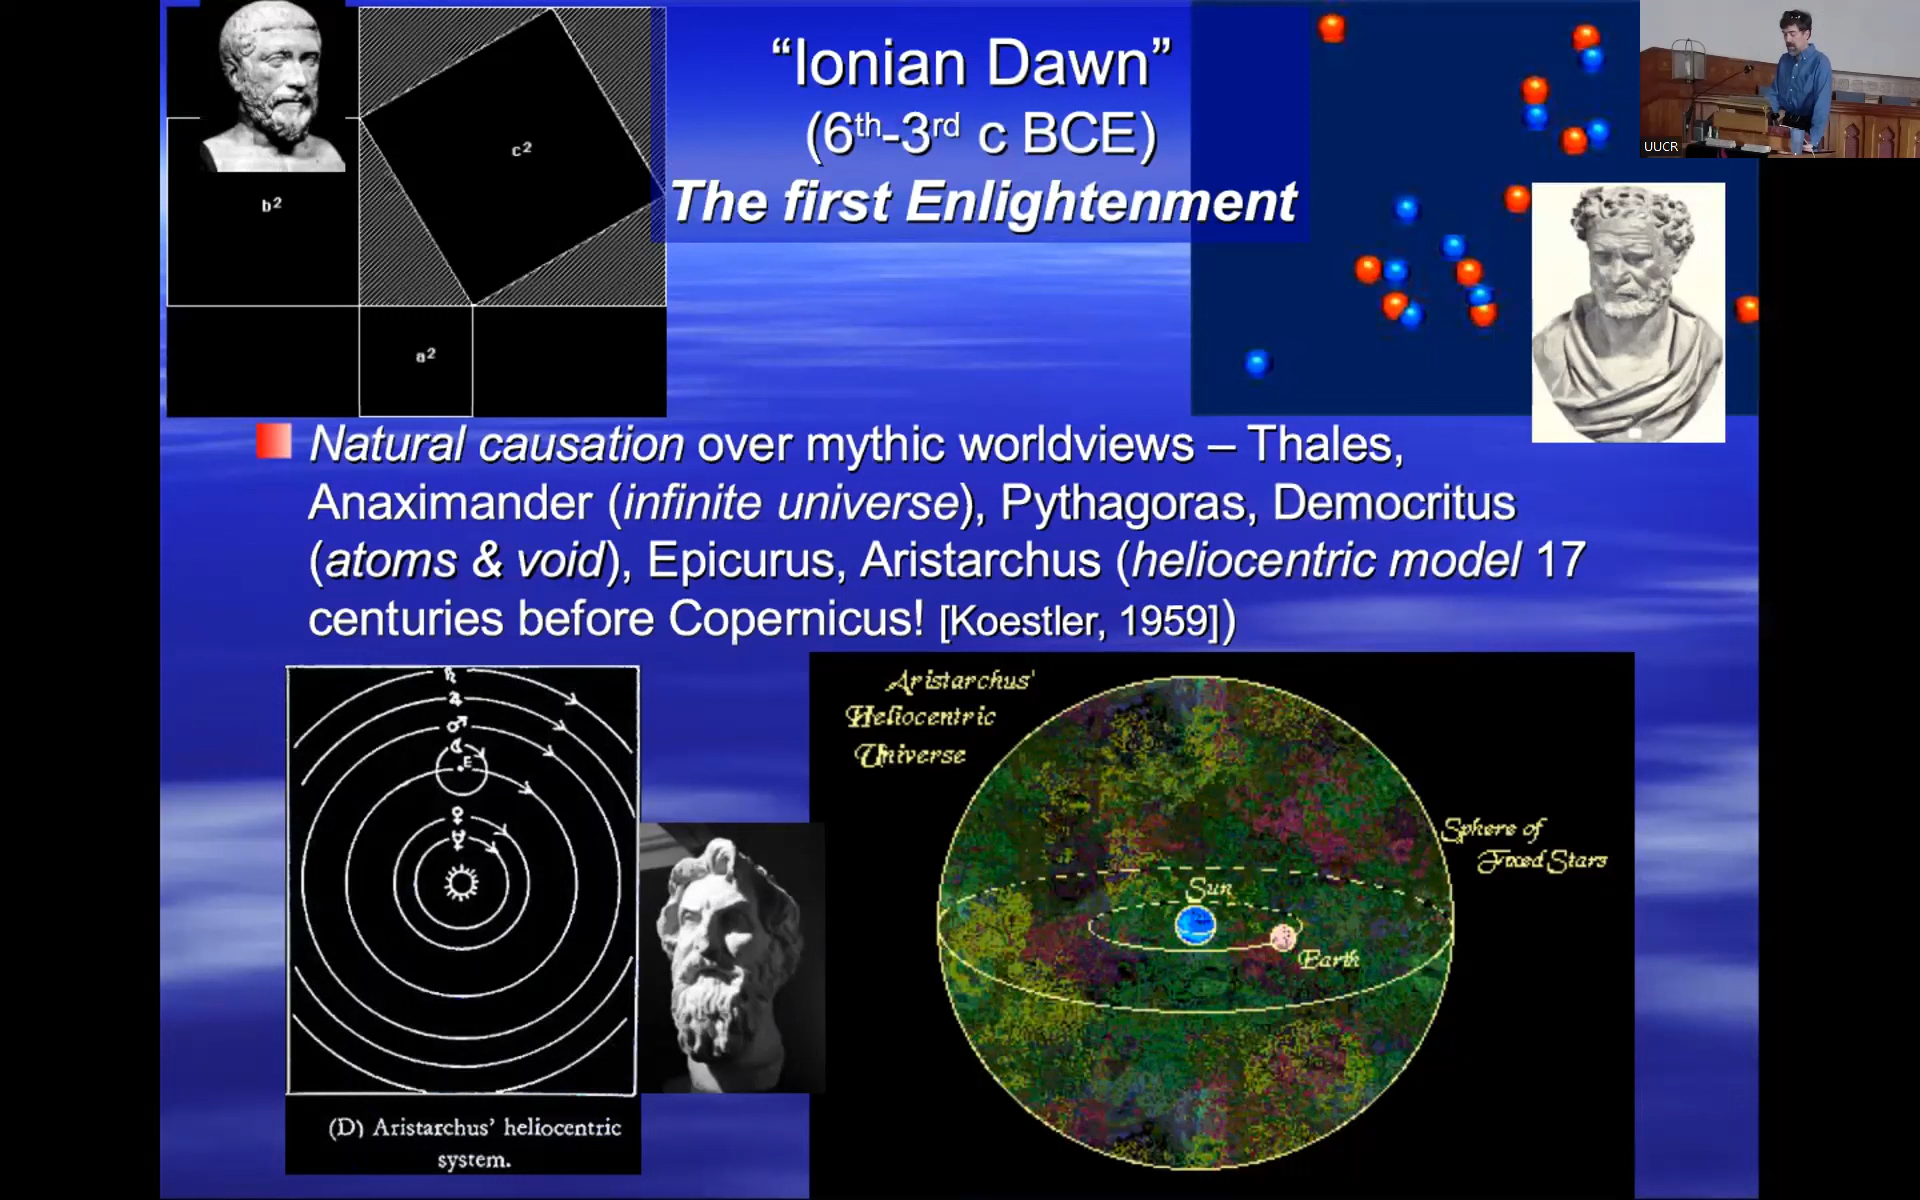 “Ionian Dawn”
(6th-3rd c BCE)
The first Enlightenment
c2
b2
a2
UUCR
Natural causation over mythic worldviews – Thales,
Anaximander (infinite universe), Pythagoras, Democritus
(atoms & void), Epicurus, Aristarchus (heliocentric model 17
centuries before Copernicus! [Koestler, 1959])
♄
♃
♂
☾
E
♀
☿
(D) Aristarchus’ heliocentric
system.
Aristarchus'
Heliocentric
Universe
Sphere of
Fixed Stars
Sun
Earth